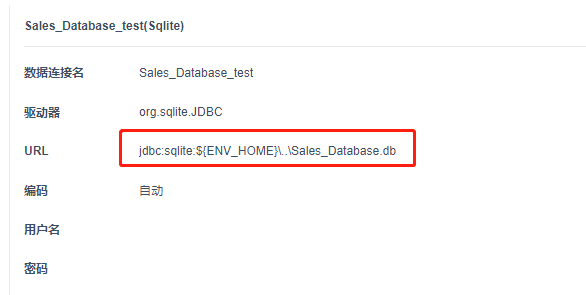 Sales_Database_test(Sqlite)
数据连接名 Sales_Database_test
驱动器 org.sqlite.JDBC
URL jdbc:sqlite:${ENV_HOME}\..\Sales_Database.db
编码 自动
用户名
密码